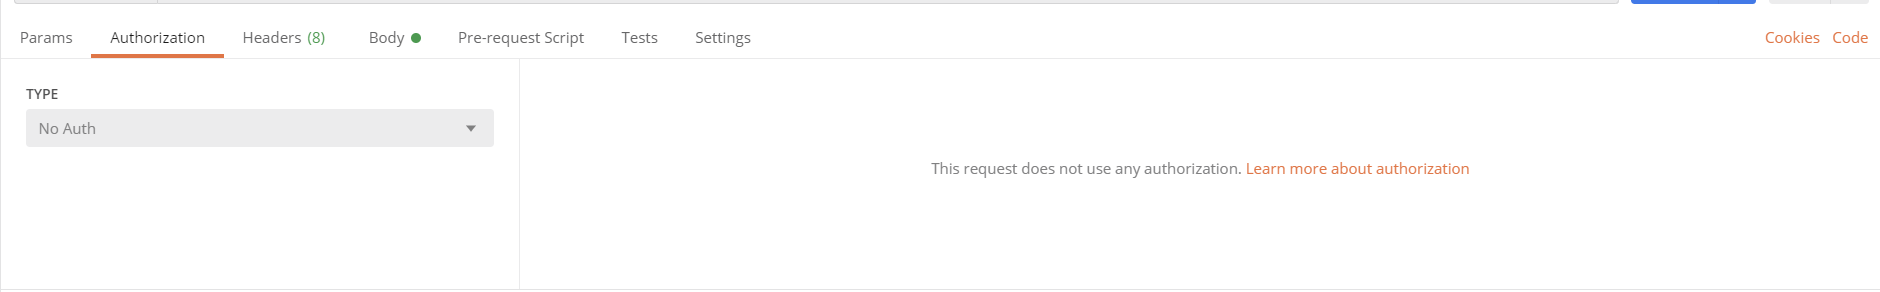 Params Authorization Headers (8) Body Pre-request Script Tests Settings Cookies Code
TYPE
No Auth
This request does not use any authorization. Learn more about authorization